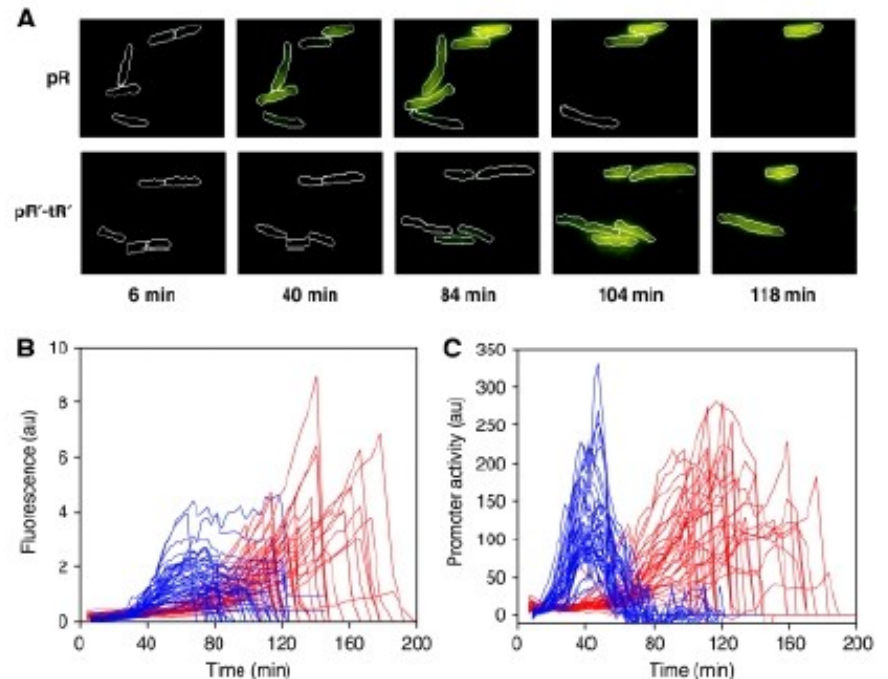 A
pR
pR′-tR′
6 min 40 min 84 min 104 min 118 min
B
10
8
6
4
2
0
Fluorescence (au)
0 40 80 120 160 200
Time (min)
C
350
300
250
200
150
100
50
0
Promoter activity (au)
0 40 80 120 160 200
Time (min)